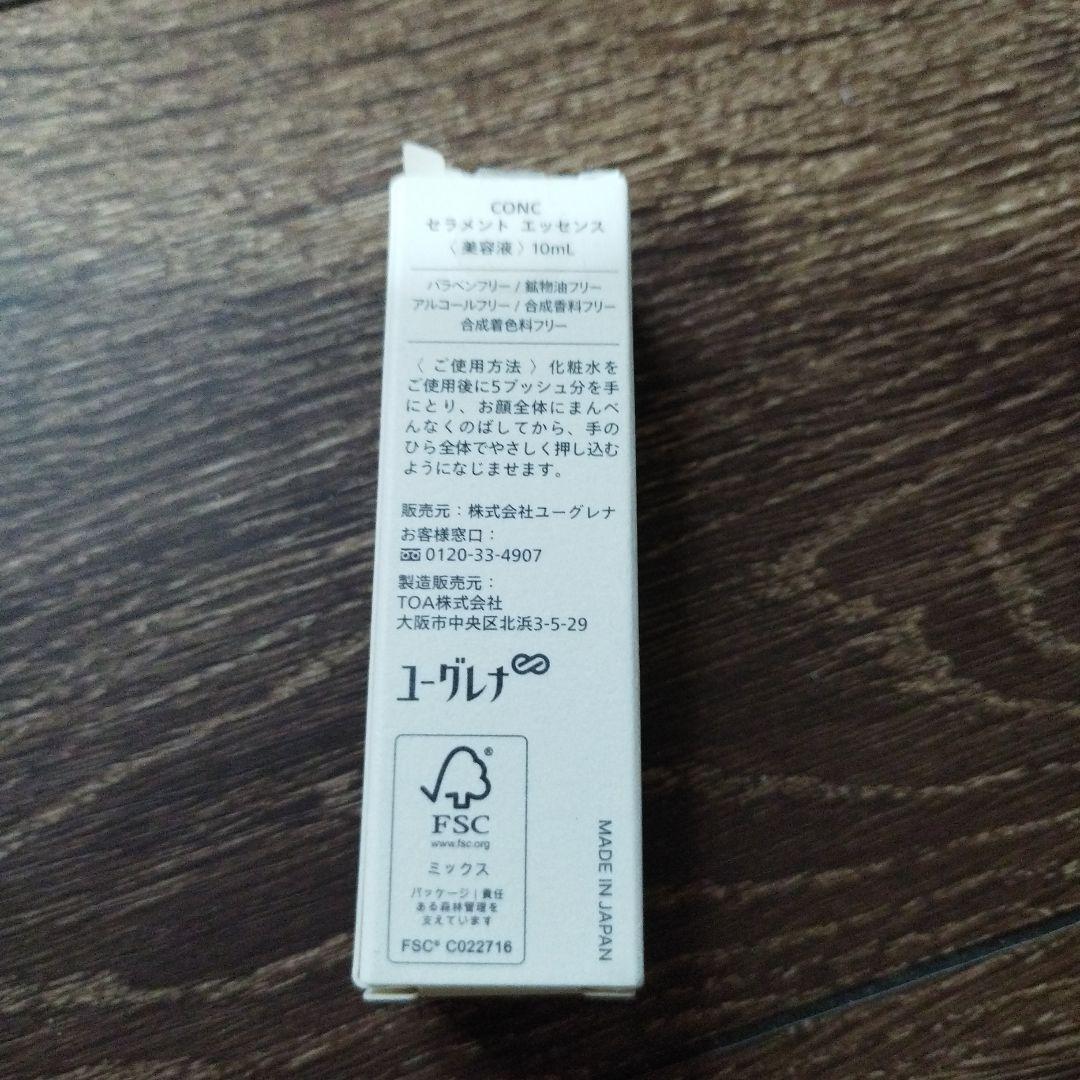 CONC
セラメント エッセンス
〈美容液〉10mL
パラベンフリー / 鉱物油フリー
アルコールフリー / 合成香料フリー
合成着色料フリー
〈 ご使用方法 〉化粧水を
ご使用後に5プッシュ分を手
にとり、お顔全体にまんべ
んなくのばしてから、手の
ひら全体でやさしく押し込む
ようになじませます。
販売元：株式会社ユーグレナ
お客様窓口：
0120-33-4907
製造販売元：
TOA株式会社
大阪市中央区北浜3-5-29
ユーグレナ
®
FSC
www.fsc.org
ミックス
パッケージ | 責任
ある森林管理を
支えています
FSC® C022716
MADE IN JAPAN